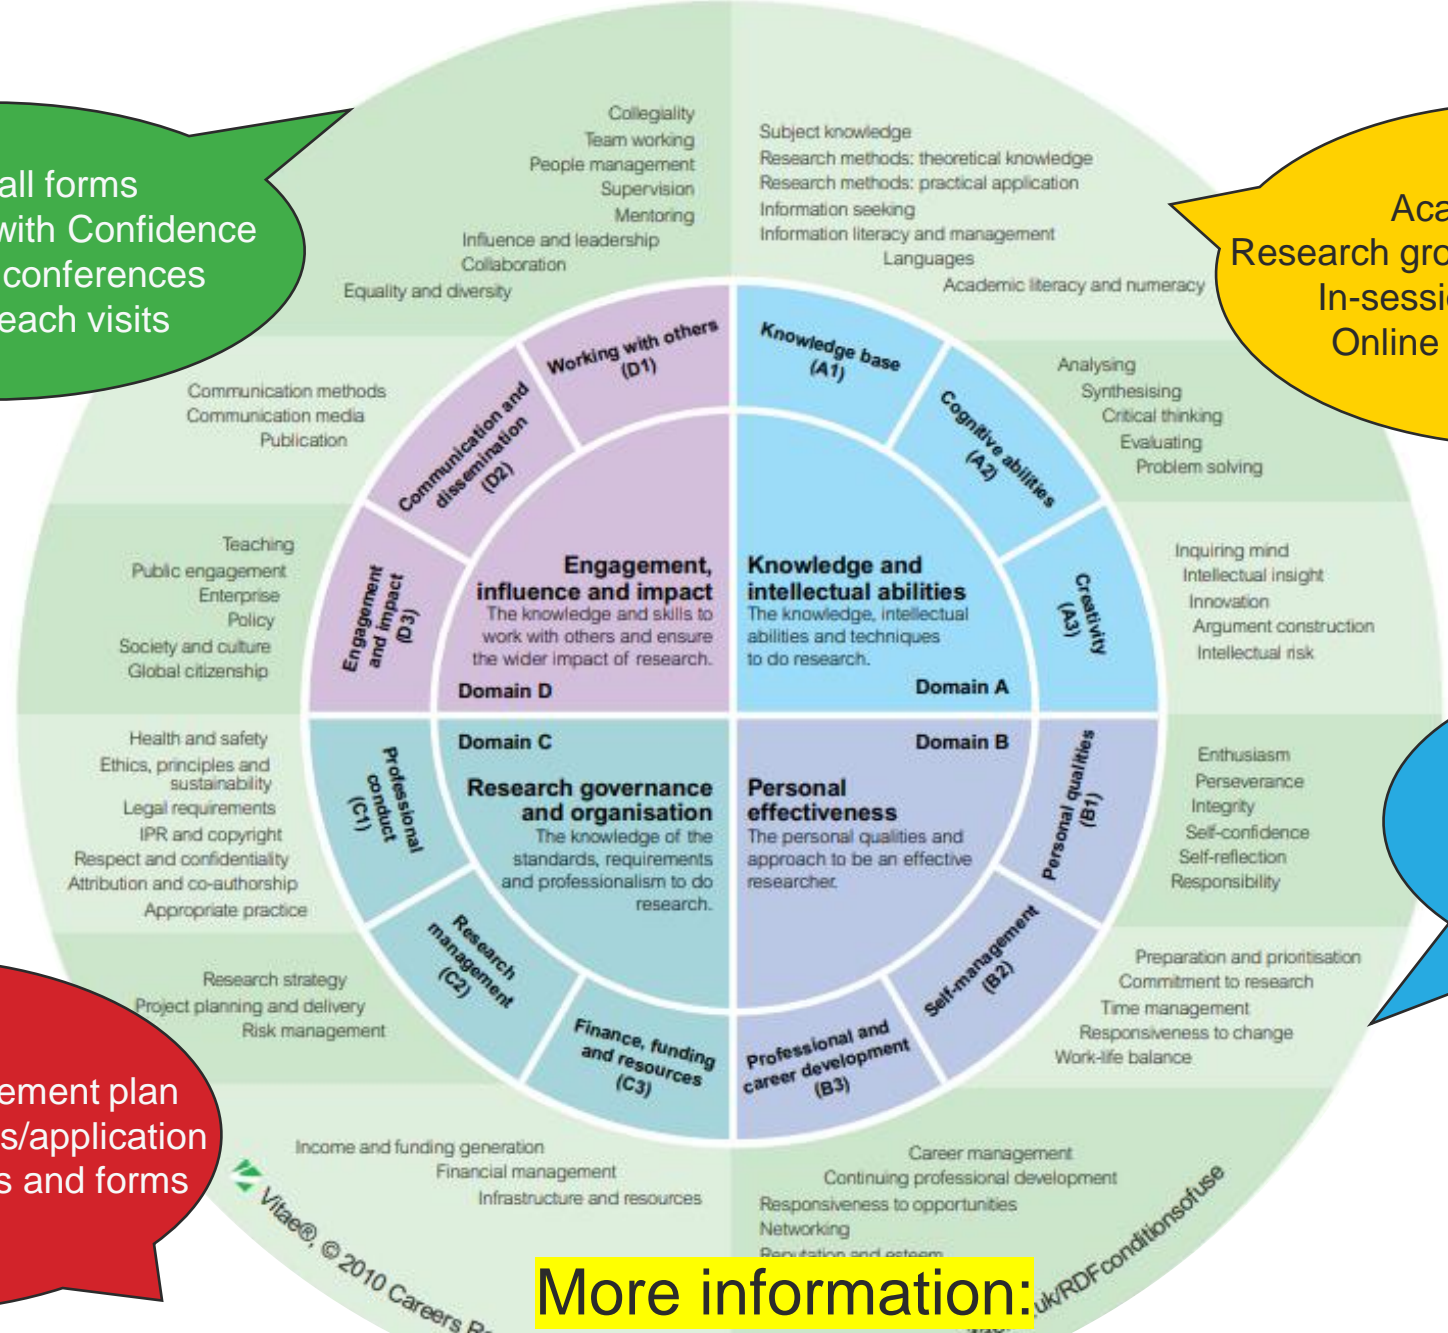 all forms
with Confidence
conferences
each visits
Collegiality
Team working
People management
Supervision
Mentoring
Influence and leadership
Collaboration
Equality and diversity
Subject knowledge
Research methods: theoretical knowledge
Research methods: practical application
Information seeking
Information literacy and management
Languages
Academic literacy and numeracy
Aca
Research gro
In-sessi
Online
Communication methods
Communication media
Publication
Working with others
(D1)
Knowledge base
(A1)
Analysing
Synthesising
Critical thinking
Evaluating
Problem solving
Communication and
dissemination
(D2)
Cognitive abilities
(A2)
Teaching
Public engagement
Enterprise
Policy
Society and culture
Global citizenship
Engagement
and impact
(D3)
Engagement,
influence and impact
The knowledge and skills to
work with others and ensure
the wider impact of research.
Domain D
Knowledge and
intellectual abilities
The knowledge, intellectual
abilities and techniques
to do research.
Domain A
Creativity
(A3)
Inquiring mind
Intellectual insight
Innovation
Argument construction
Intellectual risk
Health and safety
Ethics, principles and
sustainability
Legal requirements
IPR and copyright
Respect and confidentiality
Attribution and co-authorship
Appropriate practice
Professional
conduct
(C1)
Domain C
Research governance
and organisation
The knowledge of the
standards, requirements
and professionalism to do
research.
Domain B
Personal
effectiveness
The personal qualities and
approach to be an effective
researcher.
Personal qualities
(B1)
Enthusiasm
Perseverance
Integrity
Self-confidence
Self-reflection
Responsibility
Research strategy
Project planning and delivery
Risk management
Research
management
(C2)
Self-management
(B2)
Preparation and prioritisation
Commitment to research
Time management
Responsiveness to change
Work-life balance
Finance, funding
and resources
(C3)
Professional and
career development
(B3)
ement plan
s/application
s and forms
Income and funding generation
Financial management
Infrastructure and resources
Career management
Continuing professional development
Responsiveness to opportunities
Networking
Reputation and esteem
Vitae®, © 2010 Careers
uk/RDFconditionsofuse
More information: